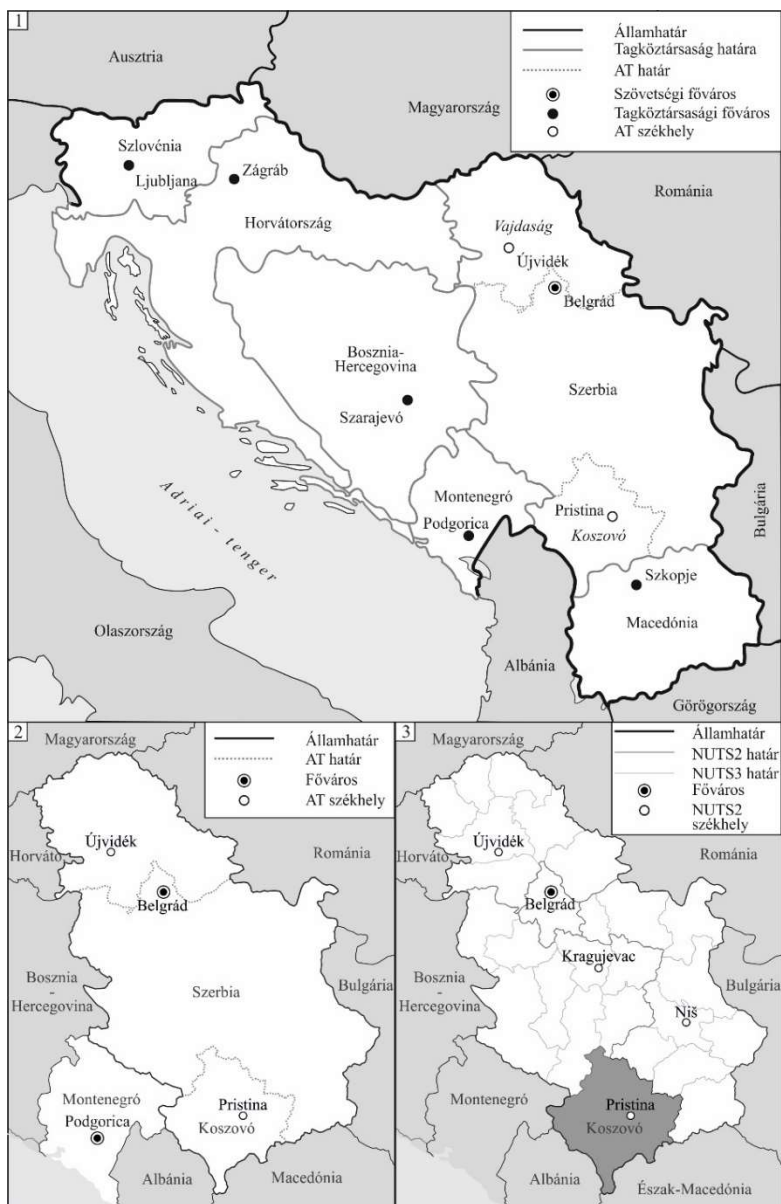 1
Államhatár
Tagköztársaság határa
AT határ
Szövetségi főváros
Tagköztársasági főváros
AT székhely
Ausztria
Magyarország
Románia
Szlovénia
Ljubljana
Zágráb
Horvátország
Vajdaság
Újvidék
Belgrád
Bosznia-
Hercegovina
Szarajevó
Szerbia
Montenegró
Podgorica
Pristina
Koszovó
Bulgária
Adriai-tenger
Szkopje
Macedónia
Olaszország
Albánia
Görögország
2
Magyarország
Államhatár
AT határ
Főváros
AT székhely
Újvidék
Horváto
Románia
Belgrád
Bosznia
-
Hercegovina
Szerbia
Bulgária
Montenegró
Podgorica
Pristina
Koszovó
Albánia
Macedónia
3
Magyarország
Államhatár
NUTS2 határ
NUTS3 határ
Főváros
NUTS2
székhely
Újvidék
Horváto
Románia
Belgrád
Kragujevac
Bosznia
-
Hercegovina
Bulgária
Niš
Montenegró
Pristina
Koszovó
Albánia
Észak-Macedónia